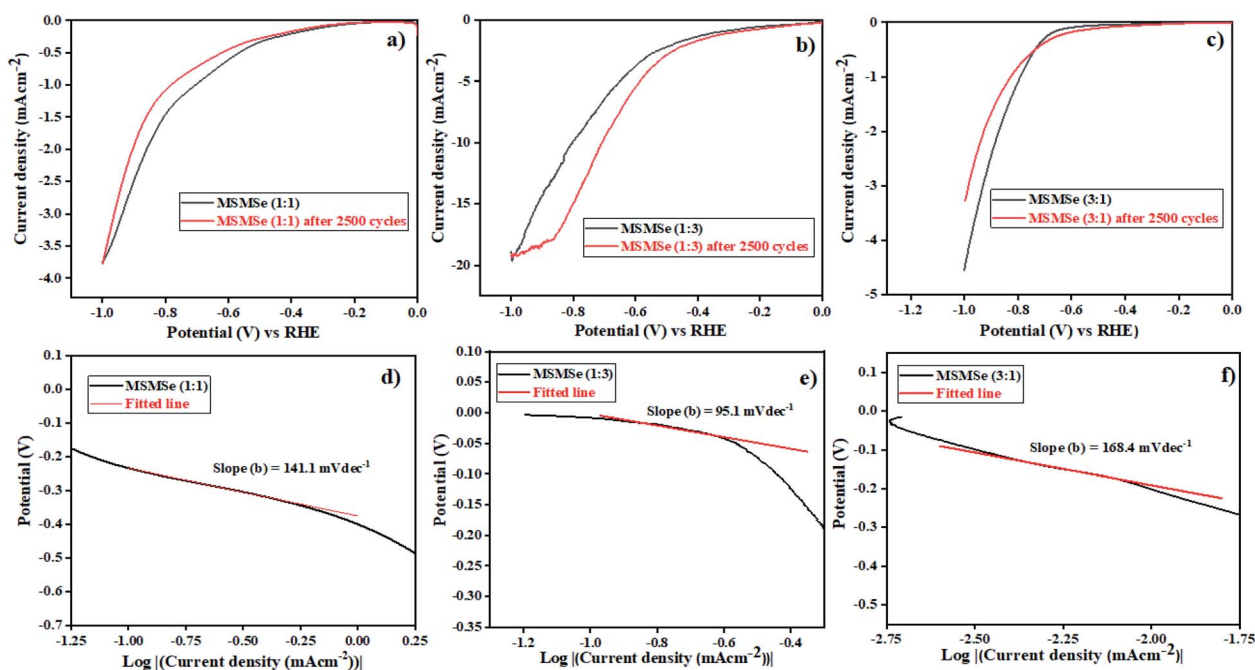 a)
0.0
-0.5
-1.0
-1.5
-2.0
-2.5
-3.0
-3.5
-4.0
Current density (mAcm⁻²)
MSMSe (1:1)
MSMSe (1:1) after 2500 cycles
-1.0 -0.8 -0.6 -0.4 -0.2 0.0
Potential (V) vs RHE
b)
0
-5
-10
-15
-20
Current density (mAcm⁻²)
MSMSe (1:3)
MSMSe (1:3) after 2500 cycles
-1.0 -0.8 -0.6 -0.4 -0.2 0.0
Potential (V) vs RHE
c)
0
-1
-2
-3
-4
-5
Current density (mAcm⁻²)
MSMSe (3:1)
MSMSe (3:1) after 2500 cycles
-1.2 -1.0 -0.8 -0.6 -0.4 -0.2 0.0
Potential (V) vs RHE)
d)
0.1
0.0
-0.1
-0.2
-0.3
-0.4
-0.5
-0.6
-0.7
Potential (V)
MSMSe (1:1)
Fitted line
Slope (b) = 141.1 mVdec⁻¹
-1.25 -1.00 -0.75 -0.50 -0.25 0.00 0.25
Log |(Current density (mAcm⁻²))|
e)
0.10
0.05
0.00
-0.05
-0.10
-0.15
-0.20
-0.25
-0.30
-0.35
Potential (V)
MSMSe (1:3)
Fitted line
Slope (b) = 95.1 mVdec⁻¹
-1.2 -1.0 -0.8 -0.6 -0.4
Log |(Current density (mAcm⁻²))|
f)
0.1
0.0
-0.1
-0.2
-0.3
-0.4
-0.5
Potential (V)
MSMSe (3:1)
Fitted line
Slope (b) = 168.4 mVdec⁻¹
-2.75 -2.50 -2.25 -2.00 -1.75
Log |(Current density (mAcm⁻²)|